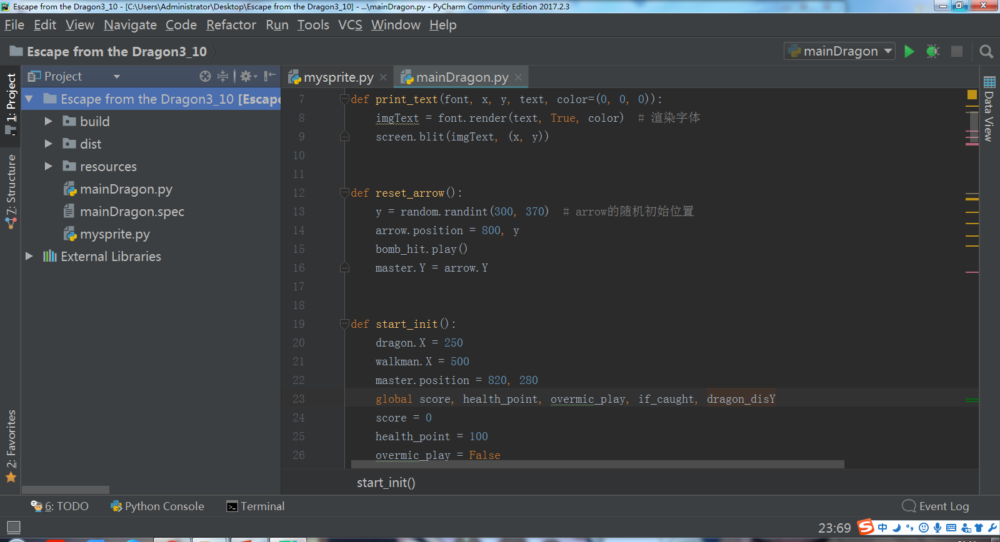 Escape from the Dragon3_10 - [C:\Users\Administrator\Desktop\Escape from the Dragon3_10] - ...\mainDragon.py - PyCharm Community Edition 2017.2.3
File Edit View Navigate Code Refactor Run Tools VCS Window Help
Escape from the Dragon3_10
mainDragon
1: Project
7: Structure
2: Favorites
Project
Escape from the Dragon3_10 [Escape
build
dist
resources
mainDragon.py
mainDragon.spec
mysprite.py
External Libraries
mysprite.py
mainDragon.py
7 def print_text(font, x, y, text, color=(0, 0, 0)):
8 imgText = font.render(text, True, color)  # 渲染字体
9 screen.blit(imgText, (x, y))
10
11
12 def reset_arrow():
13 y = random.randint(300, 370)  # arrow的随机初始位置
14 arrow.position = 800, y
15 bomb_hit.play()
16 master.Y = arrow.Y
17
18
19 def start_init():
20 dragon.X = 250
21 walkman.X = 500
22 master.position = 820, 280
23 global score, health_point, overmic_play, if_caught, dragon_disY
24 score = 0
25 health_point = 100
26 overmic_play = False
start_init()
Data View
6: TODO
Python Console
Terminal
Event Log
23:69
S 中